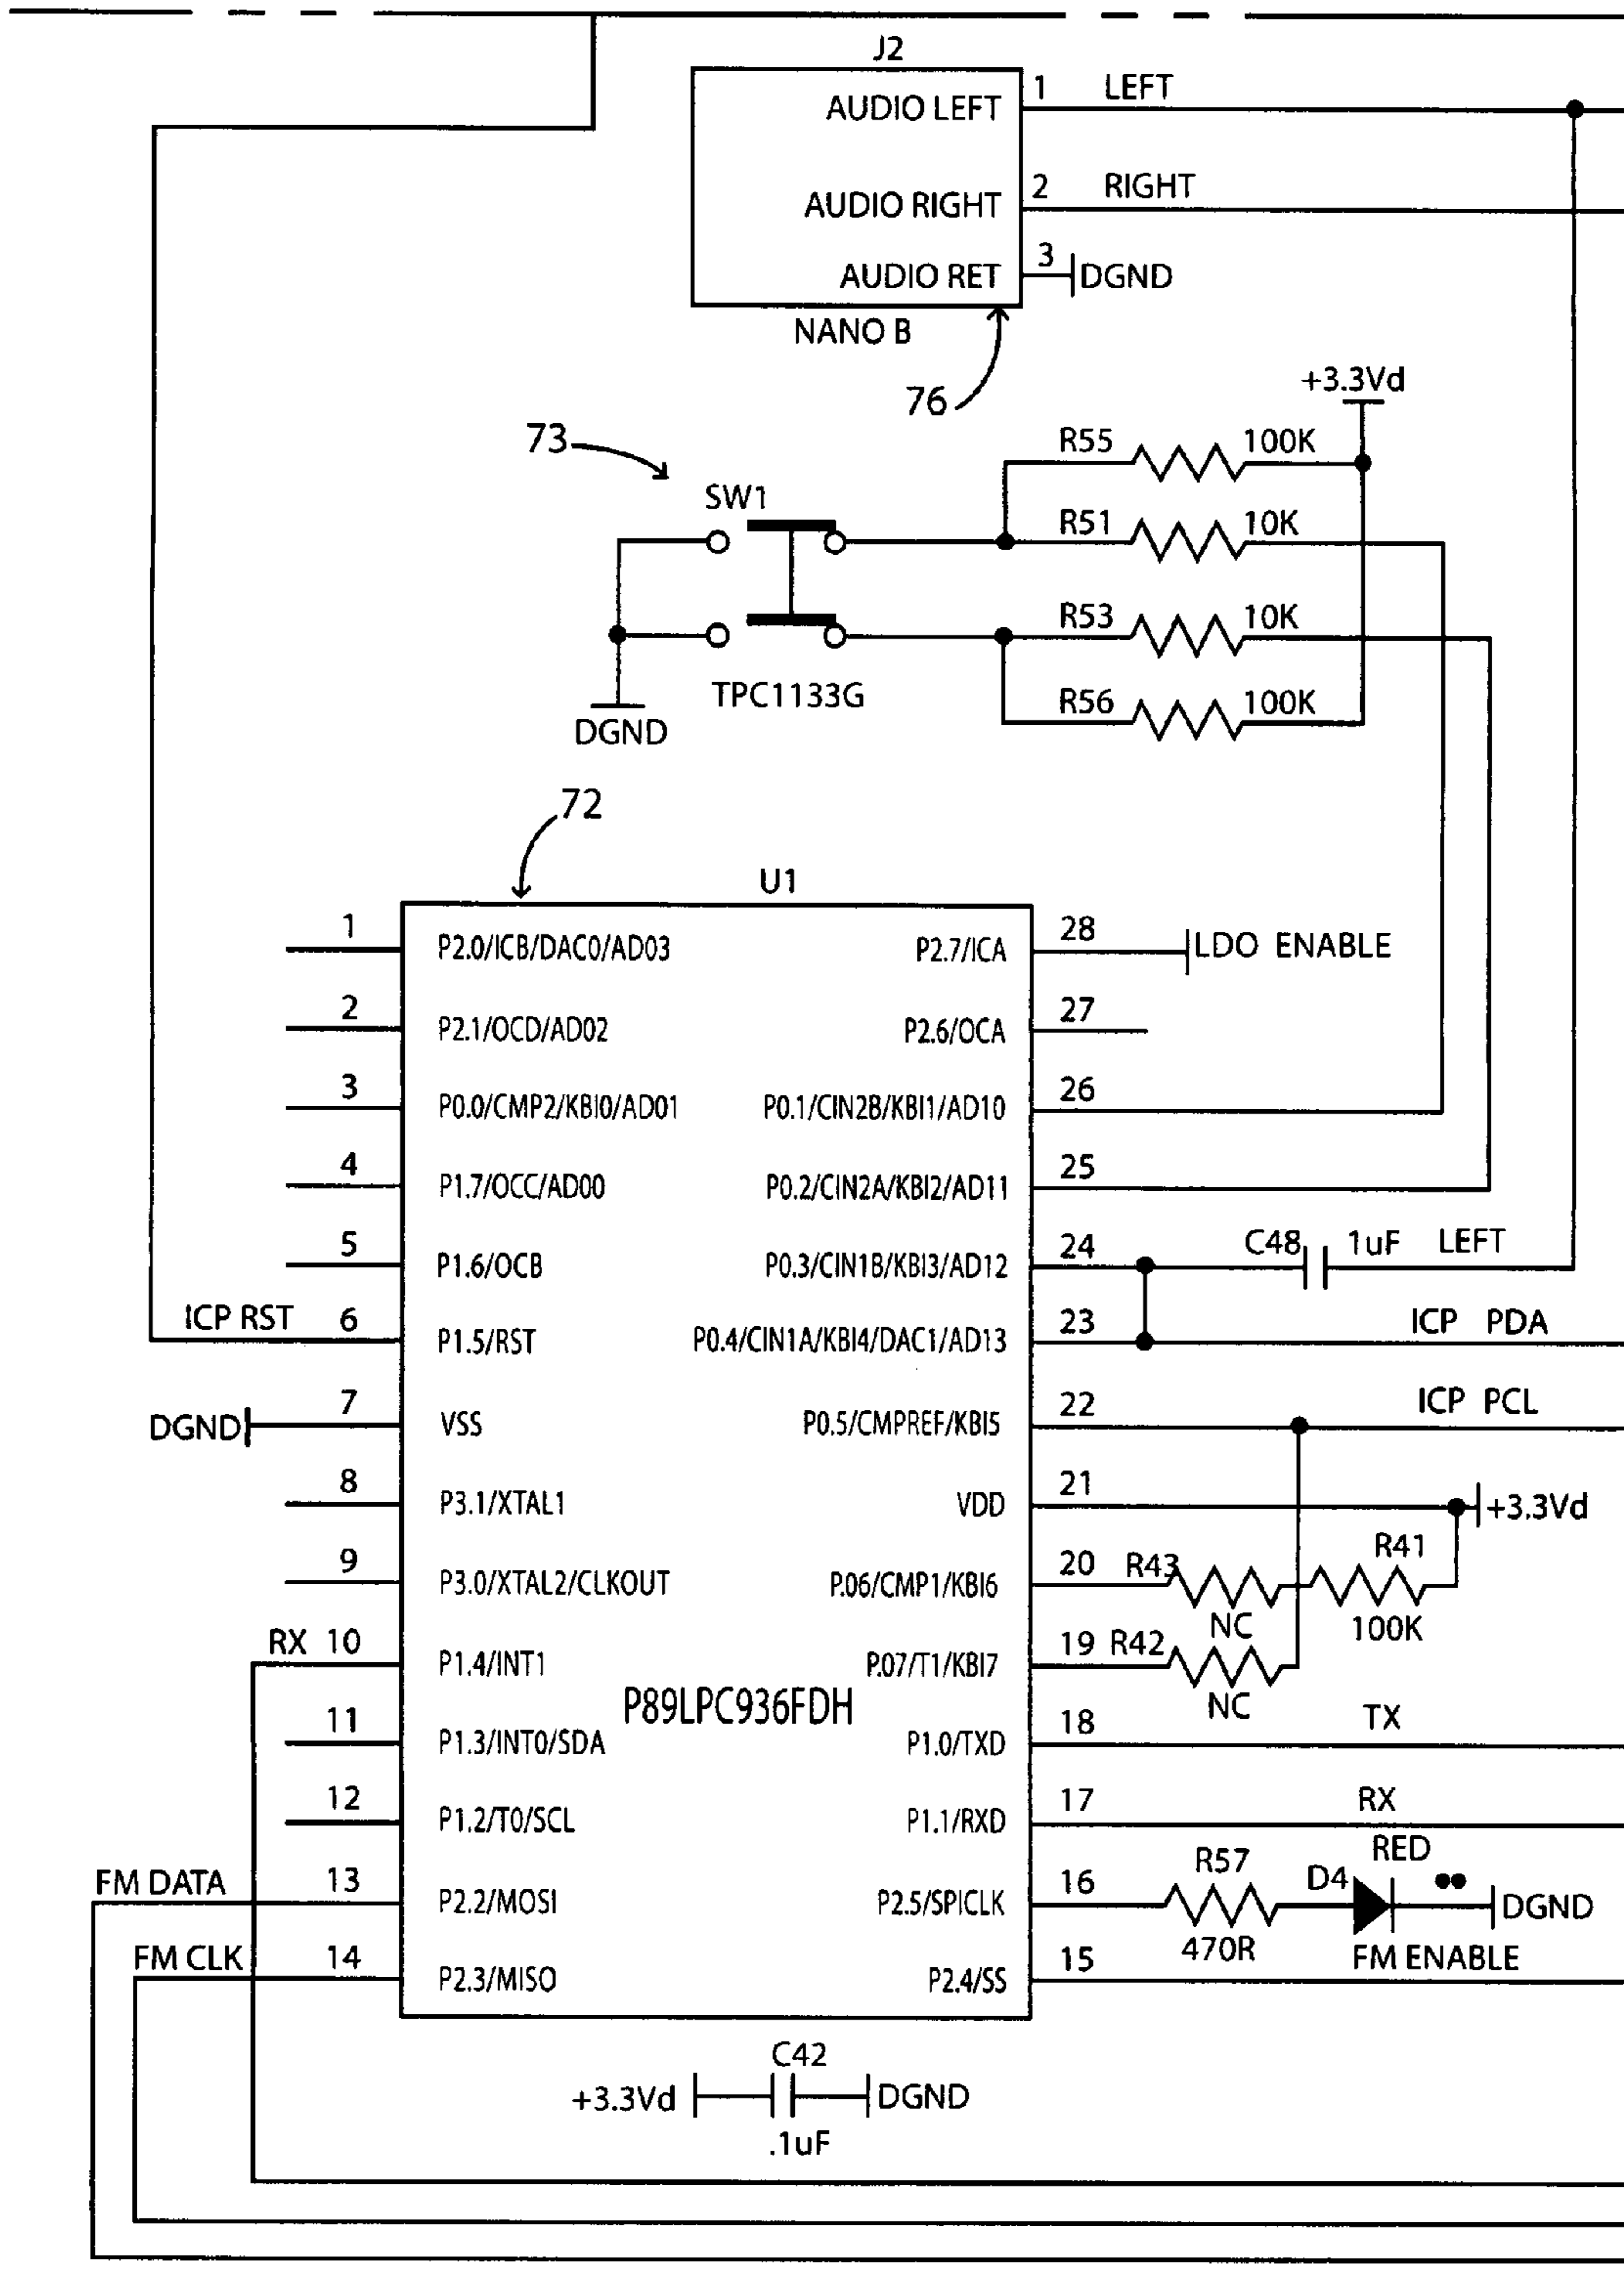 J2
AUDIO LEFT 1 LEFT
AUDIO RIGHT 2 RIGHT
AUDIO RET 3 DGND
NANO B
76
+3.3Vd
73
R55 100K
SW1
R51 10K
R53 10K
TPC1133G
R56 100K
DGND
72
U1
1 P2.0/ICB/DAC0/AD03 P2.7/ICA 28 LDO ENABLE
2 P2.1/OCD/AD02 P2.6/OCA 27
3 P0.0/CMP2/KBI0/AD01 P0.1/CIN2B/KBI1/AD10 26
4 P1.7/OCC/AD00 P0.2/CIN2A/KBI2/AD11 25
5 P1.6/OCB P0.3/CIN1B/KBI3/AD12 24 C48 1uF LEFT
ICP RST 6 P1.5/RST P0.4/CIN1A/KBI4/DAC1/AD13 23 ICP PDA
DGND 7 VSS P0.5/CMPREF/KBI5 22 ICP PCL
8 P3.1/XTAL1 VDD 21 +3.3Vd
9 P3.0/XTAL2/CLKOUT P.06/CMP1/KBI6 20 R43 R41
NC 100K
RX 10 P1.4/INT1 P.07/T1/KBI7 19 R42
NC
P89LPC936FDH
11 P1.3/INT0/SDA P1.0/TXD 18 TX
12 P1.2/T0/SCL P1.1/RXD 17 RX
RED
FM DATA 13 P2.2/MOSI P2.5/SPICLK 16 R57 D4 DGND
470R
FM CLK 14 P2.3/MISO P2.4/SS 15 FM ENABLE
C42
+3.3Vd DGND
.1uF